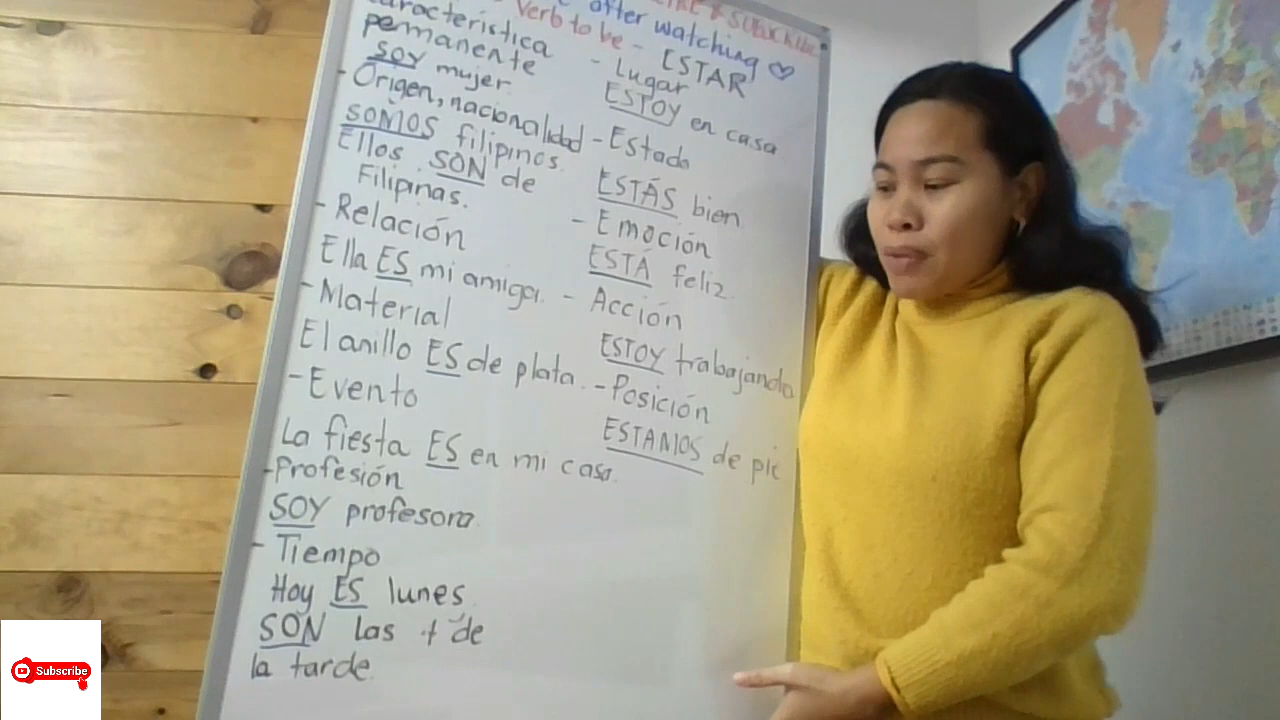 LIKE & SUBSCRIBE
after watching ♡
Verb to be - ESTAR
característica
permanente
SOY mujer
- Origen, nacionalidad
SOMOS filipinos.
Ellos SON de
Filipinas.
- Relación
Ella ES mi amiga.
- Material
El anillo ES de plata.
- Evento
La fiesta ES en mi casa.
- Profesión
SOY profesora.
- Tiempo
Hoy ES lunes.
SON las de
la tarde.
- Lugar
ESTOY en casa
- Estado
ESTÁS bien
- Emoción
ESTÁ feliz.
- Acción
ESTOY trabajando
- Posición
ESTAMOS de pie
Subscribe